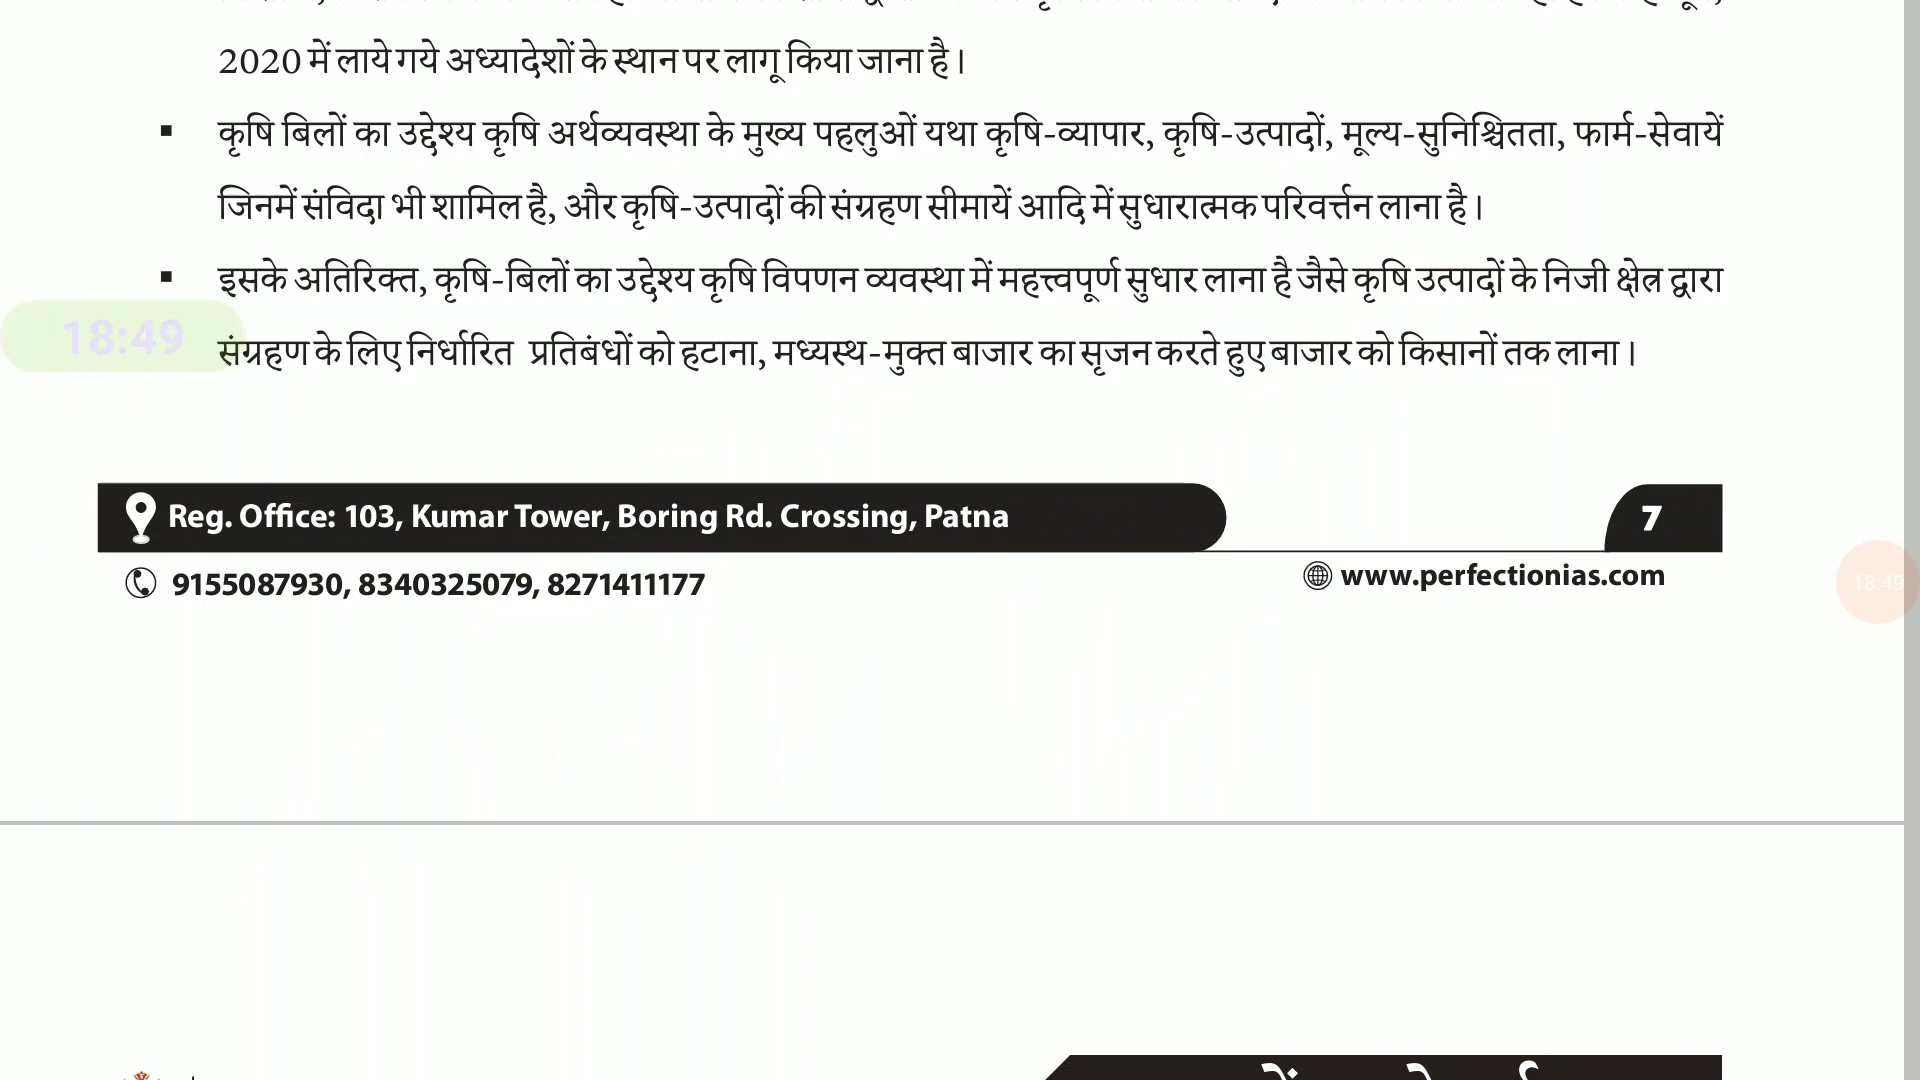 2020 में लाये गये अध्यादेशों के स्थान पर लागू किया जाना है।
▪ कृषि बिलों का उद्देश्य कृषि अर्थव्यवस्था के मुख्य पहलुओं यथा कृषि-व्यापार, कृषि-उत्पादों, मूल्य-सुनिश्चितता, फार्म-सेवायें
जिनमें संविदा भी शामिल है, और कृषि-उत्पादों की संग्रहण सीमायें आदि में सुधारात्मक परिवर्त्तन लाना है।
▪ इसके अतिरिक्त, कृषि-बिलों का उद्देश्य कृषि विपणन व्यवस्था में महत्त्वपूर्ण सुधार लाना है जैसे कृषि उत्पादों के निजी क्षेत्र द्वारा
18:49
संग्रहण के लिए निर्धारित प्रतिबंधों को हटाना, मध्यस्थ-मुक्त बाजार का सृजन करते हुए बाजार को किसानों तक लाना।
Reg. Office: 103, Kumar Tower, Boring Rd. Crossing, Patna
7
9155087930, 8340325079, 8271411177
www.perfectionias.com
18:49